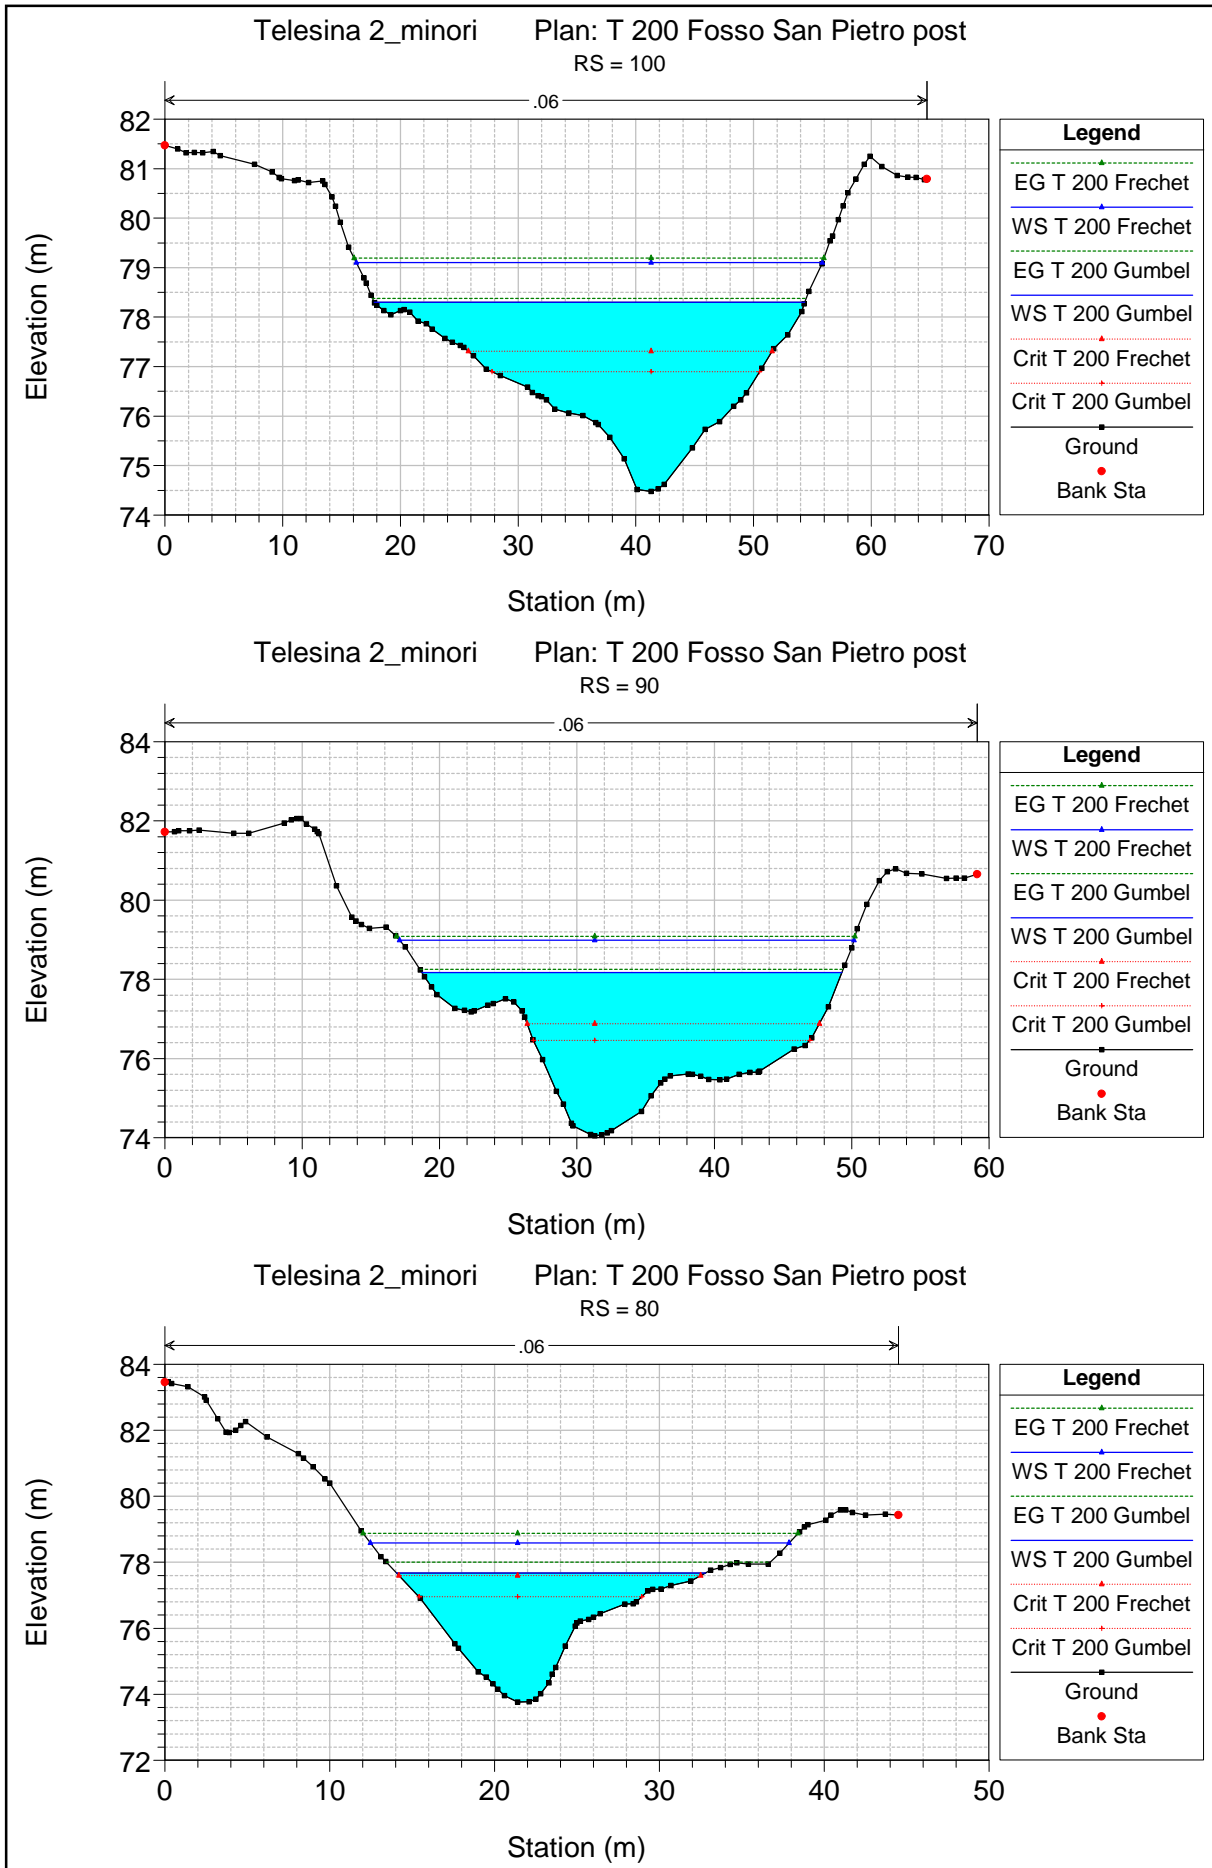 Telesina 2_minori Plan: T 200 Fosso San Pietro post
RS = 100
.06
82
81
80
79
78
77
76
75
74
0 10 20 30 40 50 60 70
Elevation (m)
Station (m)
Legend
EG T 200 Frechet
WS T 200 Frechet
EG T 200 Gumbel
WS T 200 Gumbel
Crit T 200 Frechet
Crit T 200 Gumbel
Ground
Bank Sta
Telesina 2_minori Plan: T 200 Fosso San Pietro post
RS = 90
.06
84
82
80
78
76
74
0 10 20 30 40 50 60
Elevation (m)
Station (m)
Legend
EG T 200 Frechet
WS T 200 Frechet
EG T 200 Gumbel
WS T 200 Gumbel
Crit T 200 Frechet
Crit T 200 Gumbel
Ground
Bank Sta
Telesina 2_minori Plan: T 200 Fosso San Pietro post
RS = 80
.06
84
82
80
78
76
74
72
0 10 20 30 40 50
Elevation (m)
Station (m)
Legend
EG T 200 Frechet
WS T 200 Frechet
EG T 200 Gumbel
WS T 200 Gumbel
Crit T 200 Frechet
Crit T 200 Gumbel
Ground
Bank Sta